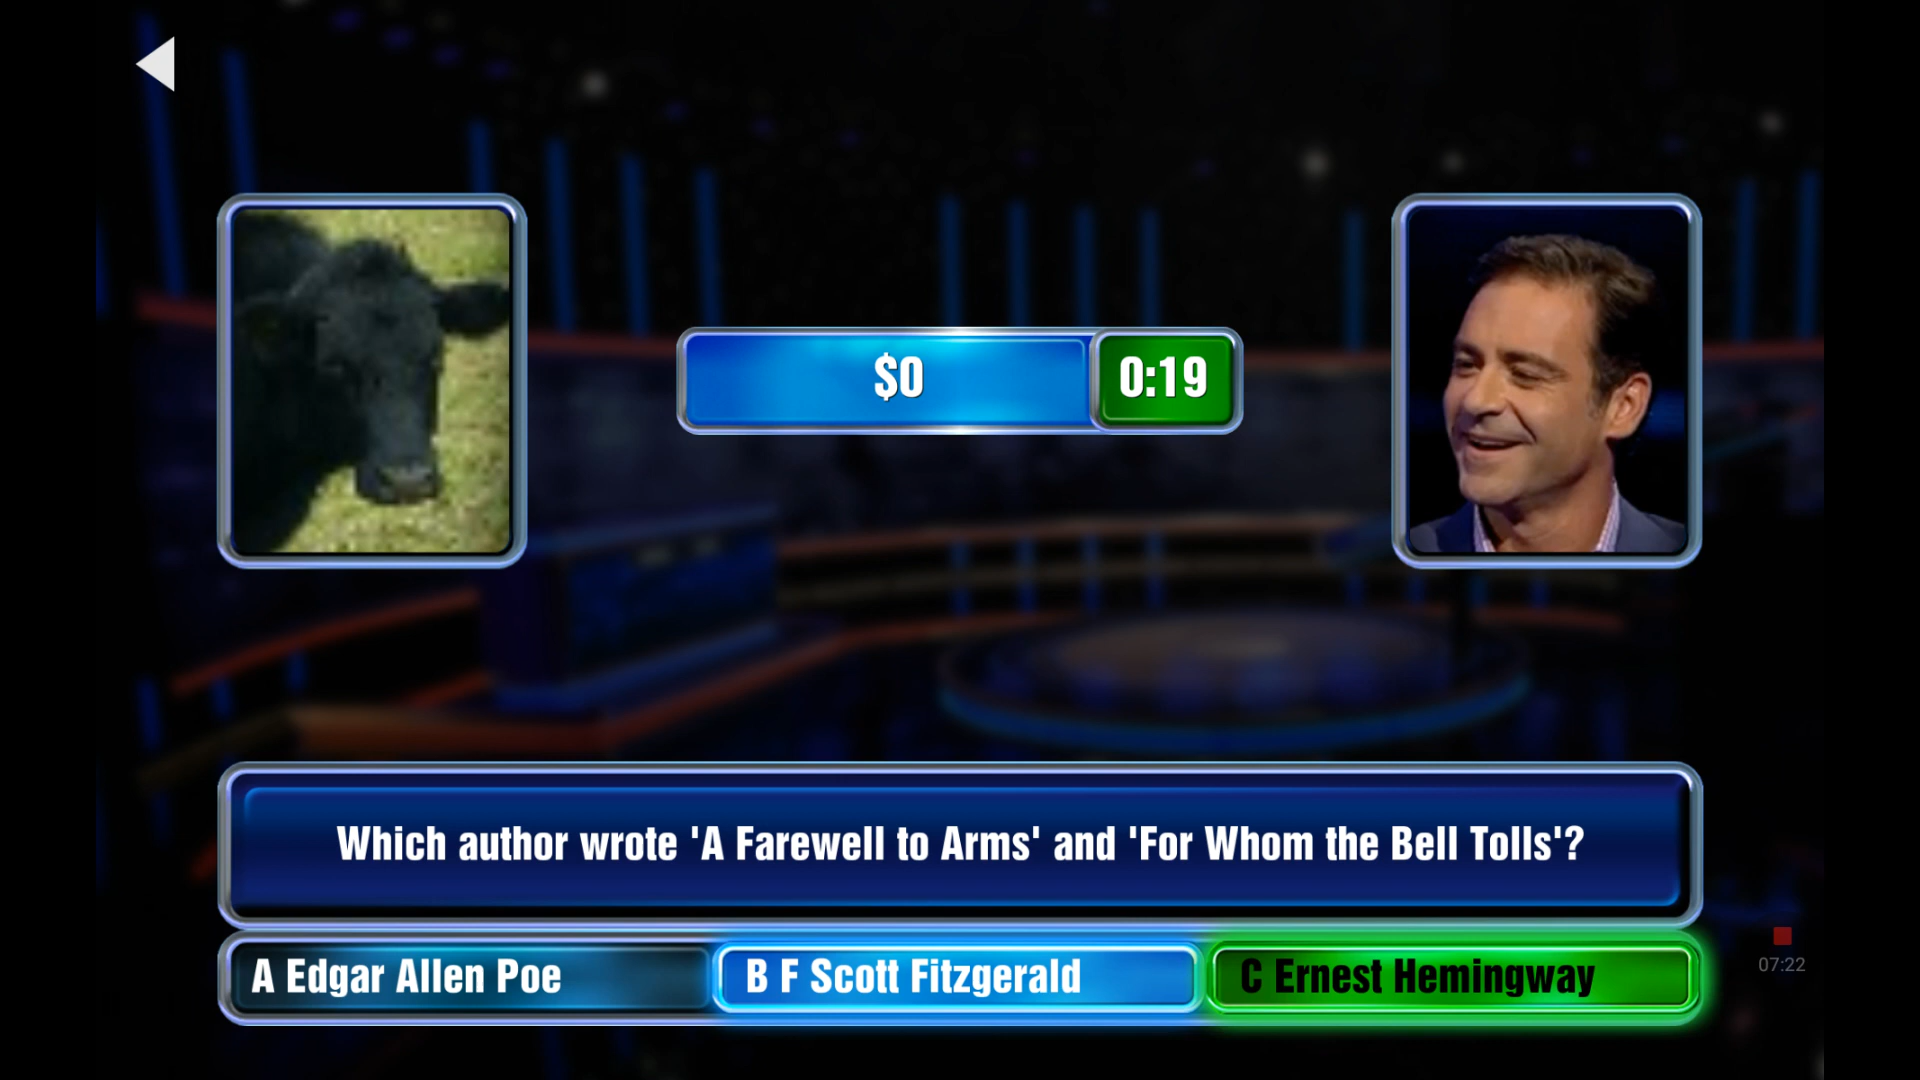 $0
0:19
Which author wrote 'A Farewell to Arms' and 'For Whom the Bell Tolls'?
A Edgar Allen Poe
B F Scott Fitzgerald
C Ernest Hemingway
07:22